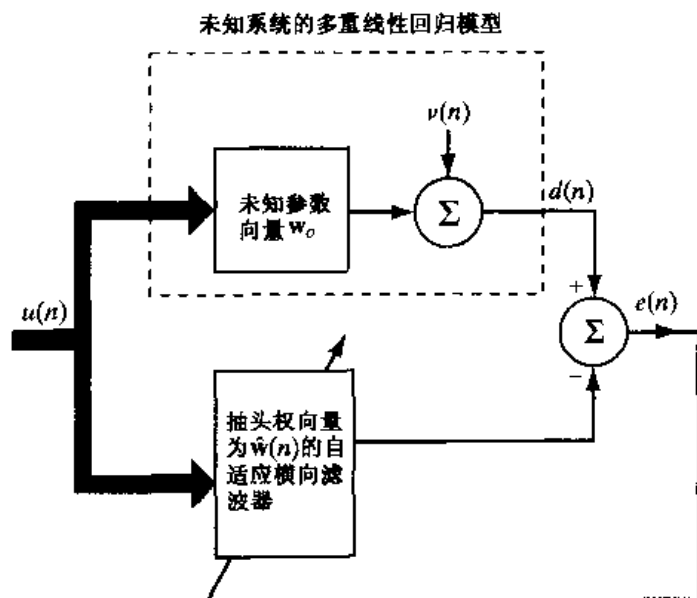 未知系统的多重线性回归模型
ν(n)
未知参数
向量 w_o
Σ
d(n)
u(n)
+
e(n)
Σ
−
抽头权向量
为ŵ(n)的自
适应横向滤
波器